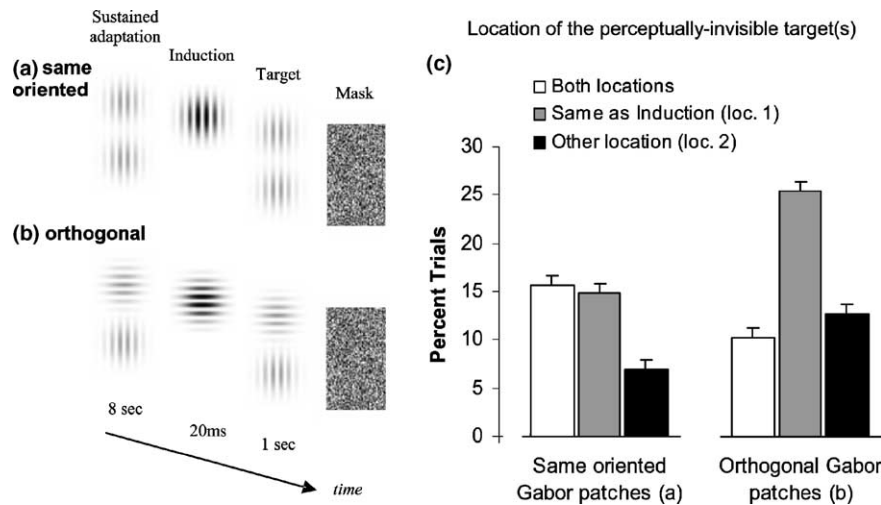 Sustained
adaptation
Induction
Target
Mask
(a) same
oriented
(b) orthogonal
8 sec
20ms
1 sec
time
Location of the perceptually-invisible target(s)
(c)
Both locations
Same as Induction (loc. 1)
Other location (loc. 2)
Percent Trials
30
25
20
15
10
5
0
Same oriented
Gabor patches (a)
Orthogonal Gabor
patches (b)